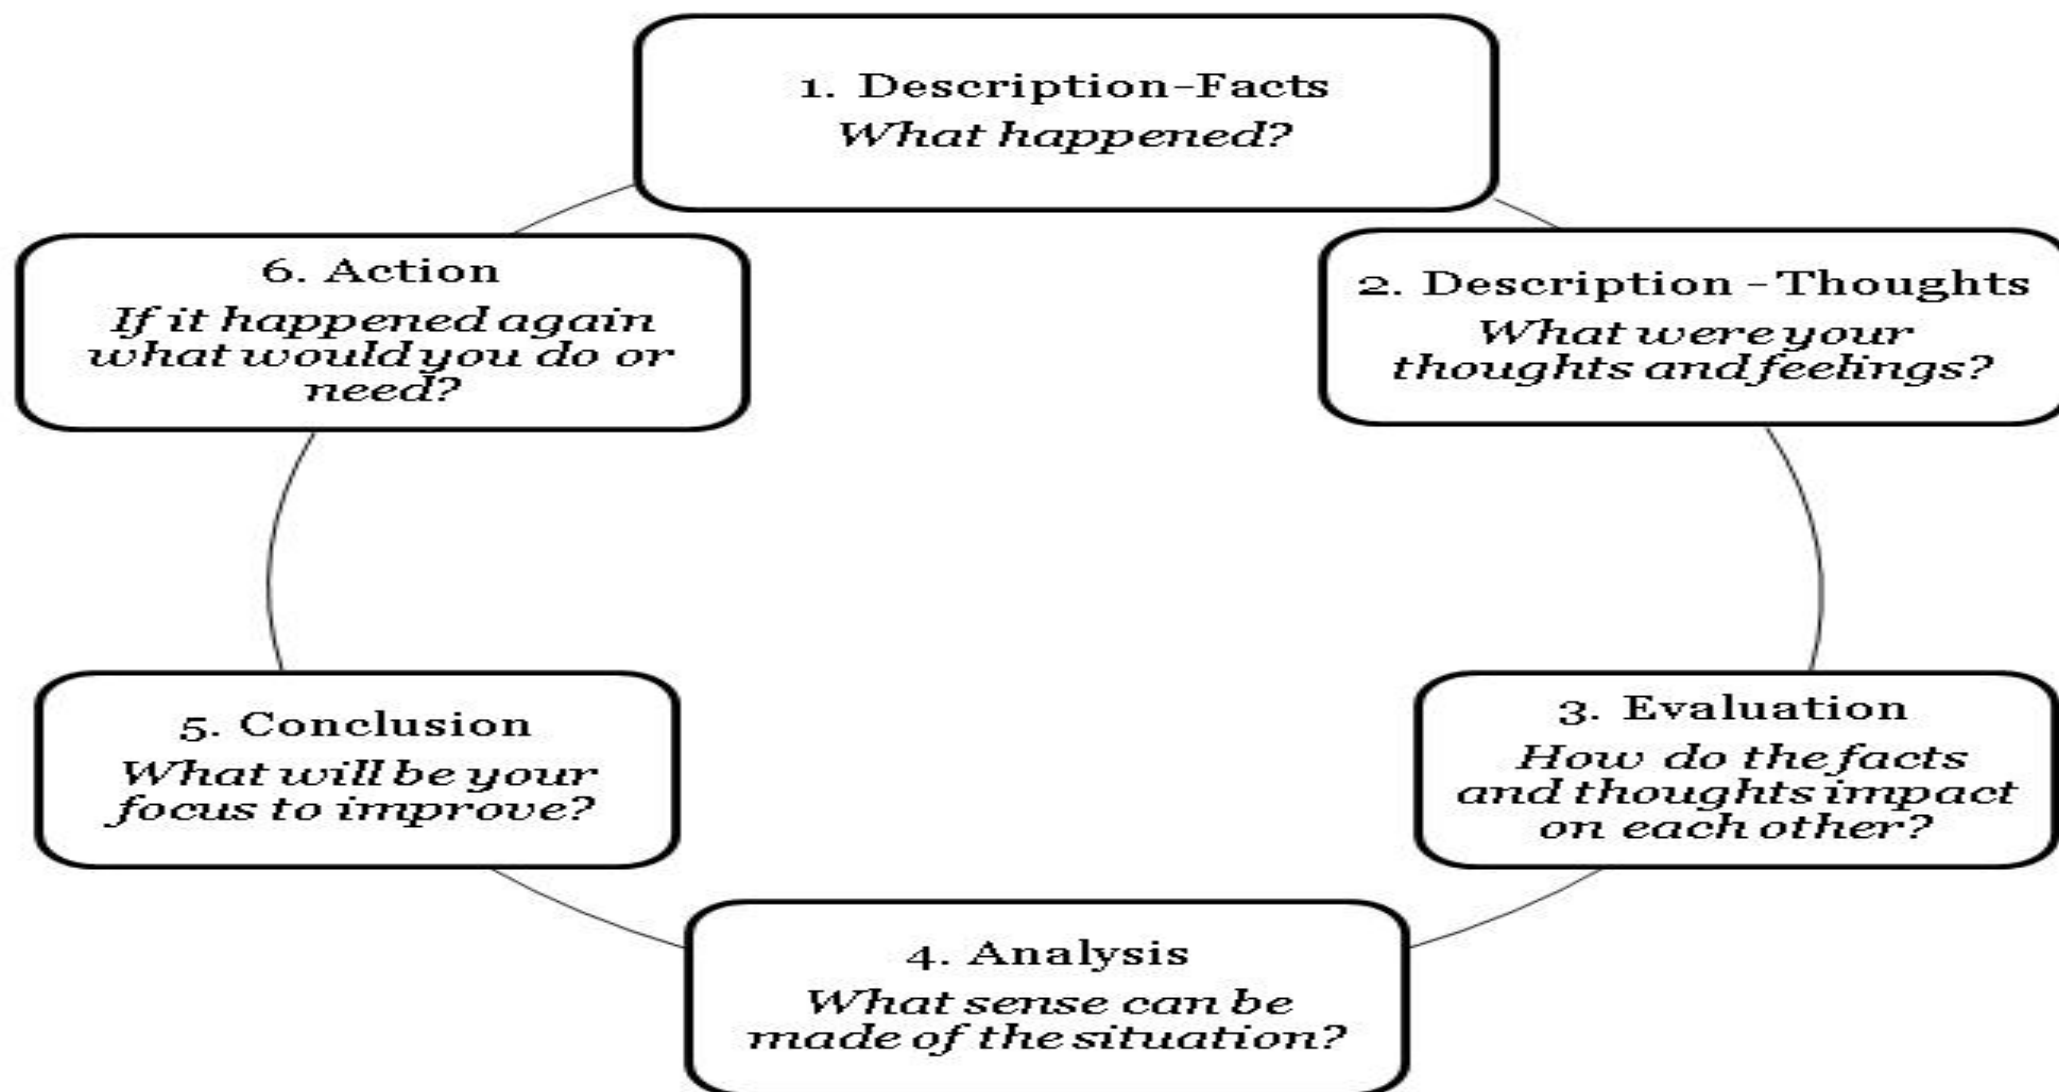 1. Description-Facts
What happened?
2. Description - Thoughts
What were your
thoughts and feelings?
3. Evaluation
How do the facts
and thoughts impact
on each other?
4. Analysis
What sense can be
made of the situation?
5. Conclusion
What will be your
focus to improve?
6. Action
If it happened again
what would you do or
need?